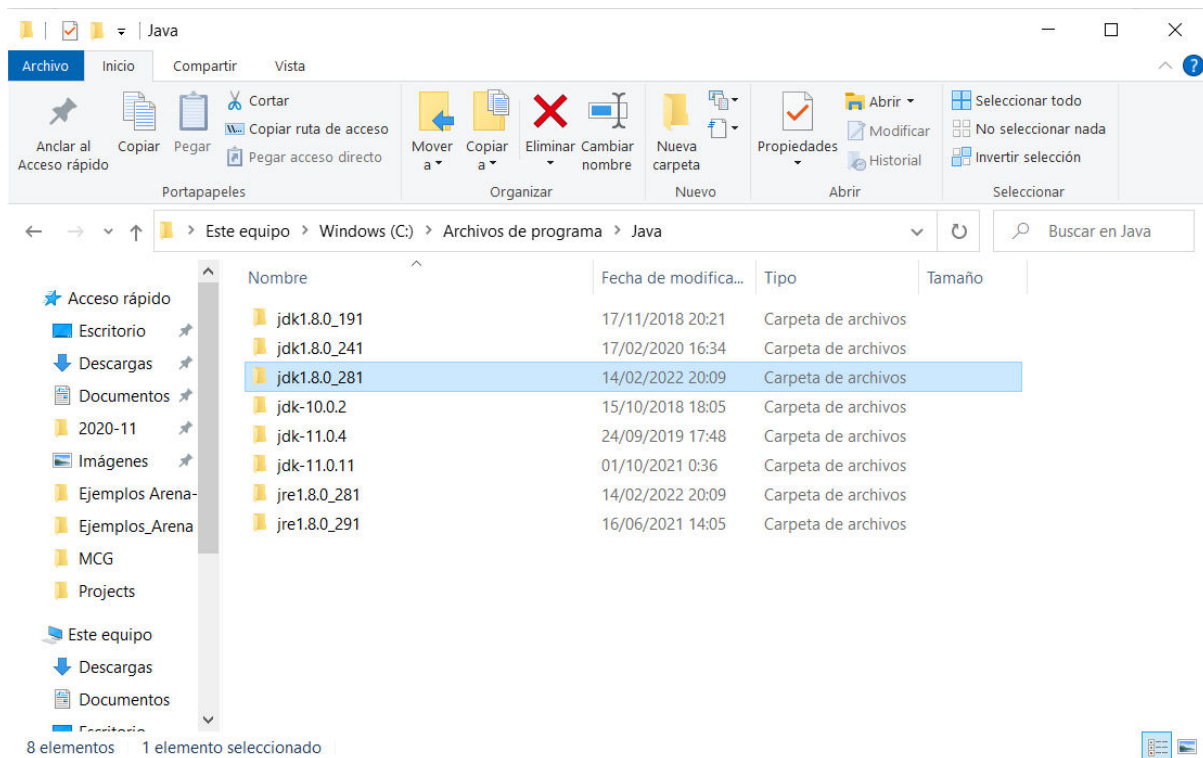 Java
Archivo Inicio Compartir Vista
Anclar al Acceso rápido
Copiar
Pegar
Cortar
Copiar ruta de acceso
Pegar acceso directo
Mover a
Copiar a
Eliminar
Cambiar nombre
Nueva carpeta
Propiedades
Abrir
Modificar
Historial
Seleccionar todo
No seleccionar nada
Invertir selección
Portapapeles Organizar Nuevo Abrir Seleccionar
Este equipo > Windows (C:) > Archivos de programa > Java
Buscar en Java
Nombre Fecha de modifica... Tipo Tamaño
Acceso rápido
Escritorio
Descargas
Documentos
2020-11
Imágenes
Ejemplos Arena-
Ejemplos_Arena
MCG
Projects
Este equipo
Descargas
Documentos
Escritorio
jdk1.8.0_191 17/11/2018 20:21 Carpeta de archivos
jdk1.8.0_241 17/02/2020 16:34 Carpeta de archivos
jdk1.8.0_281 14/02/2022 20:09 Carpeta de archivos
jdk-10.0.2 15/10/2018 18:05 Carpeta de archivos
jdk-11.0.4 24/09/2019 17:48 Carpeta de archivos
jdk-11.0.11 01/10/2021 0:36 Carpeta de archivos
jre1.8.0_281 14/02/2022 20:09 Carpeta de archivos
jre1.8.0_291 16/06/2021 14:05 Carpeta de archivos
8 elementos 1 elemento seleccionado